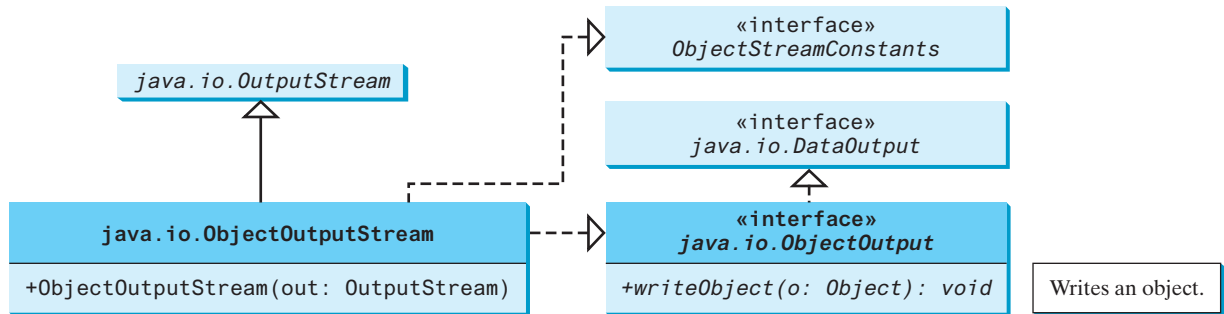 «interface»
ObjectStreamConstants
java.io.OutputStream
«interface»
java.io.DataOutput
java.io.ObjectOutputStream
+ObjectOutputStream(out: OutputStream)
«interface»
java.io.ObjectOutput
+writeObject(o: Object): void
Writes an object.